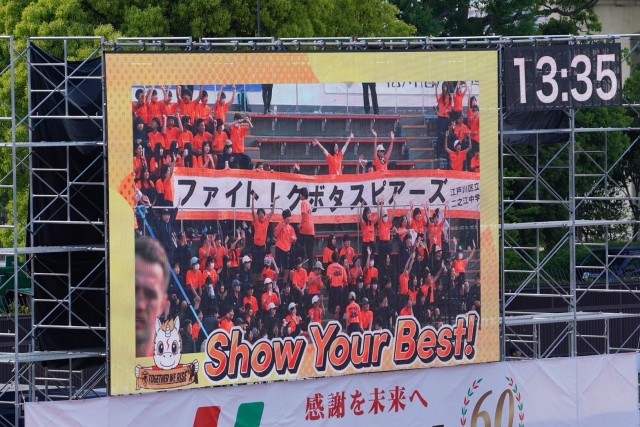 13:35
ファイト！クボタスピアーズ
江戸川区立
二之江中学
Show Your Best!
TOGETHER WE RISE
感謝を未来へ
60